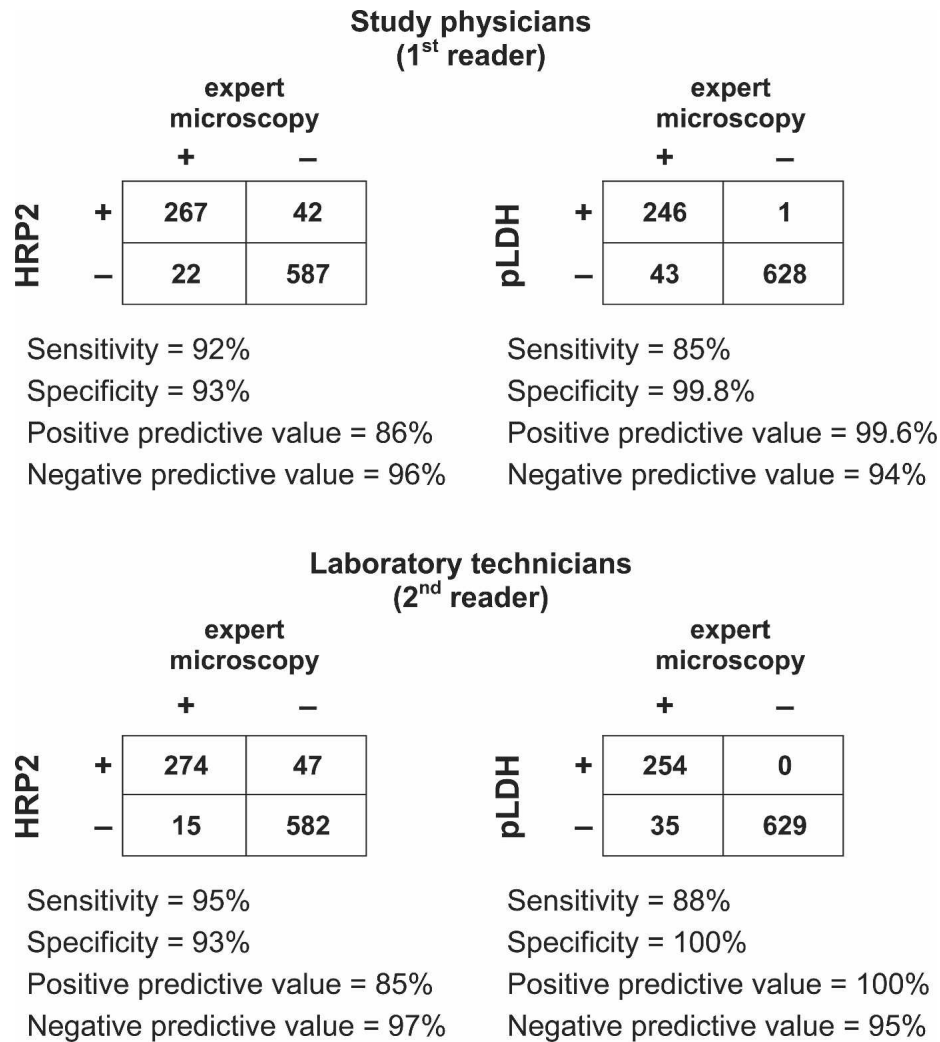 Study physicians
(1st reader)
expert microscopy
expert microscopy
+ –
+ –
HRP2
+ 267 42
– 22 587
pLDH
+ 246 1
– 43 628
Sensitivity = 92%
Specificity = 93%
Positive predictive value = 86%
Negative predictive value = 96%
Sensitivity = 85%
Specificity = 99.8%
Positive predictive value = 99.6%
Negative predictive value = 94%
Laboratory technicians
(2nd reader)
expert microscopy
expert microscopy
+ –
+ –
HRP2
+ 274 47
– 15 582
pLDH
+ 254 0
– 35 629
Sensitivity = 95%
Specificity = 93%
Positive predictive value = 85%
Negative predictive value = 97%
Sensitivity = 88%
Specificity = 100%
Positive predictive value = 100%
Negative predictive value = 95%